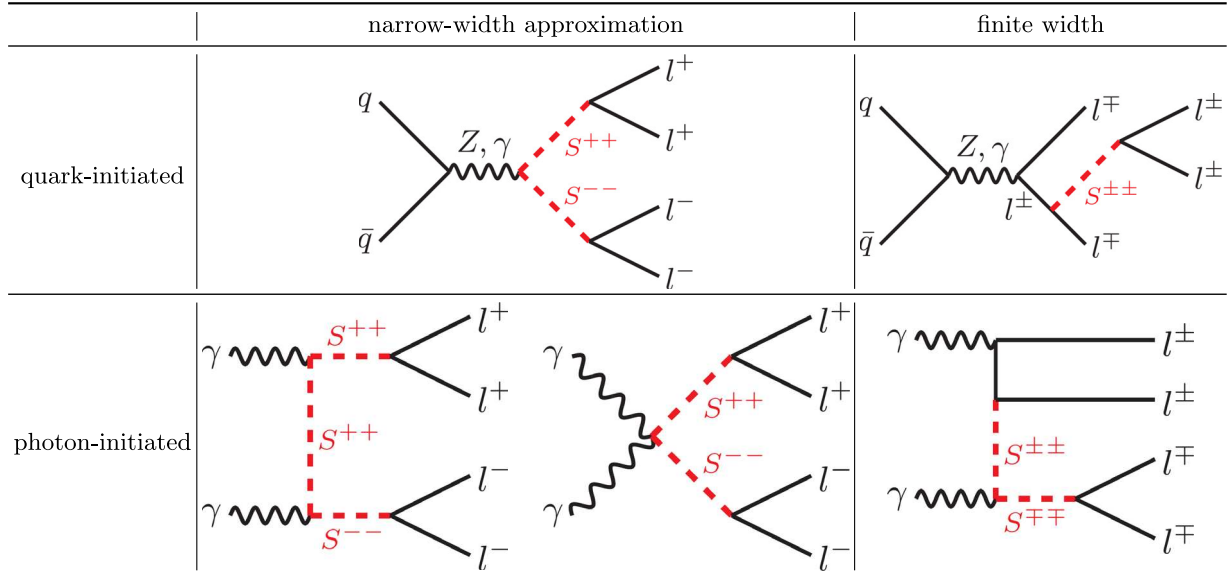 narrow-width approximation finite width
quark-initiated
q
q̄
Z, γ
S⁺⁺
S⁻⁻
l⁺
l⁺
l⁻
l⁻
q
q̄
Z, γ
l^±
S^±±
l^∓
l^±
l^±
l^∓
photon-initiated
γ
γ
S⁺⁺
S⁺⁺
S⁻⁻
l⁺
l⁺
l⁻
l⁻
γ
γ
S⁺⁺
S⁻⁻
l⁺
l⁺
l⁻
l⁻
γ
γ
S^±±
S^∓∓
l^±
l^±
l^∓
l^∓